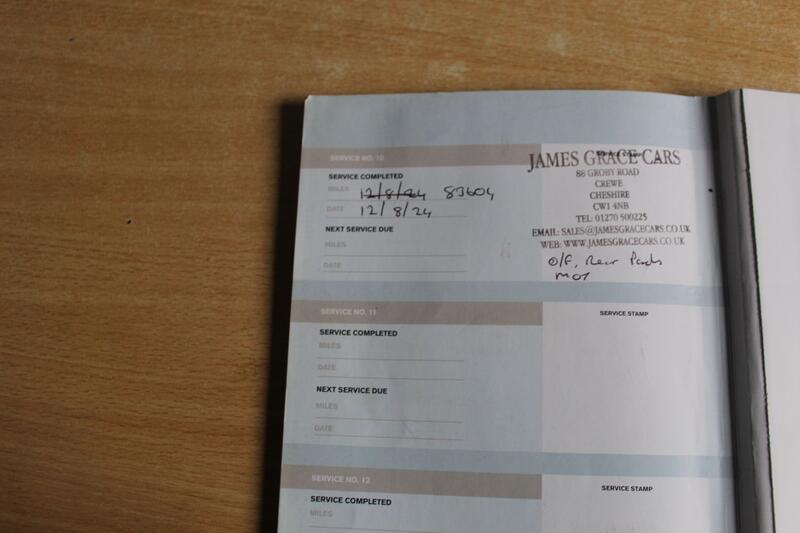 SERVICE NO. 10
SERVICE STAMP
JAMES GRACE CARS
88 GROBY ROAD
CREWE
CHESHIRE
CW1 4NB
TEL: 01270 500225
EMAIL: SALES@JAMESGRACECARS.CO.UK
WEB: WWW.JAMESGRACECARS.CO.UK
O/F, Rear Pads
MOT
SERVICE COMPLETED
MILES 12/8/24 83604
DATE 12/8/24
NEXT SERVICE DUE
MILES
DATE
SERVICE NO. 11
SERVICE STAMP
SERVICE COMPLETED
MILES
DATE
NEXT SERVICE DUE
MILES
DATE
SERVICE NO. 12
SERVICE STAMP
SERVICE COMPLETED
MILES